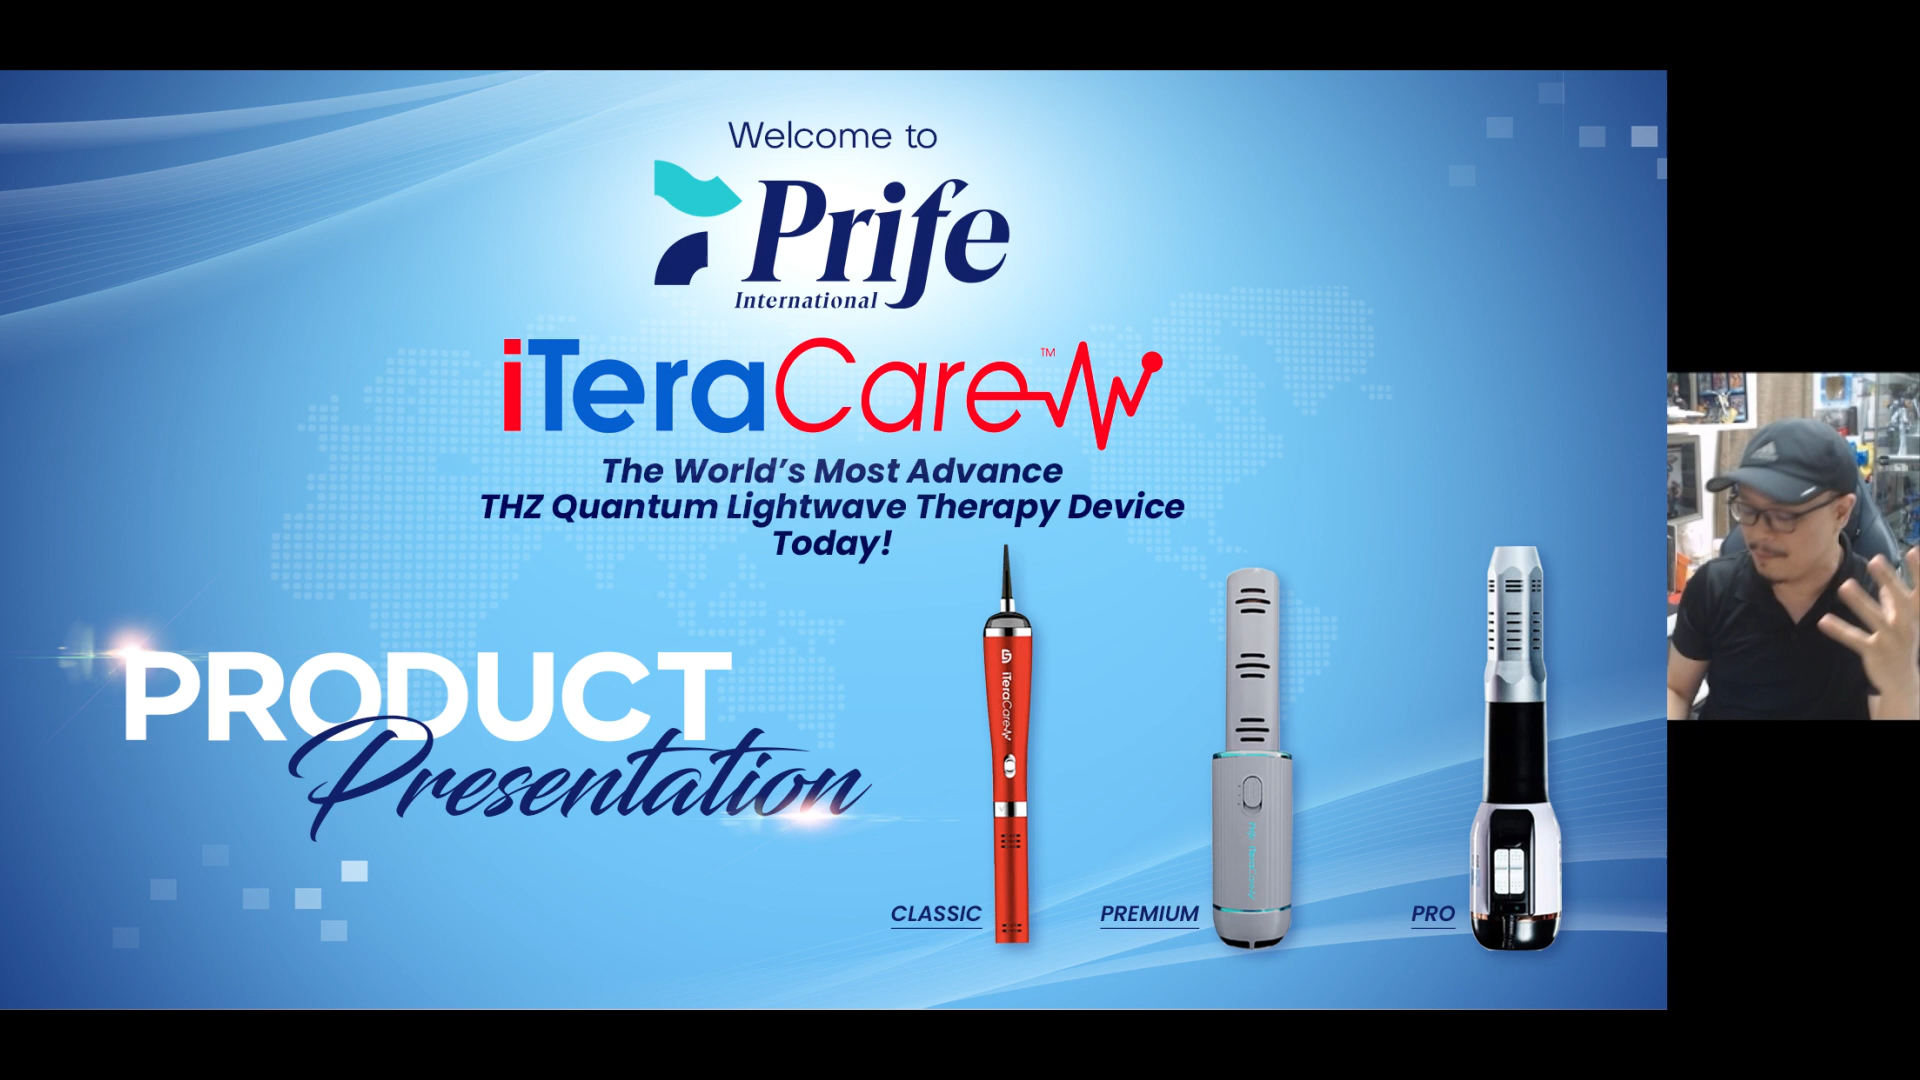 Welcome to
Prife
International
iTeraCare™
The World's Most Advance
THZ Quantum Lightwave Therapy Device
Today!
PRODUCT
Presentation
iTeraCare
CLASSIC
PREMIUM
PRO